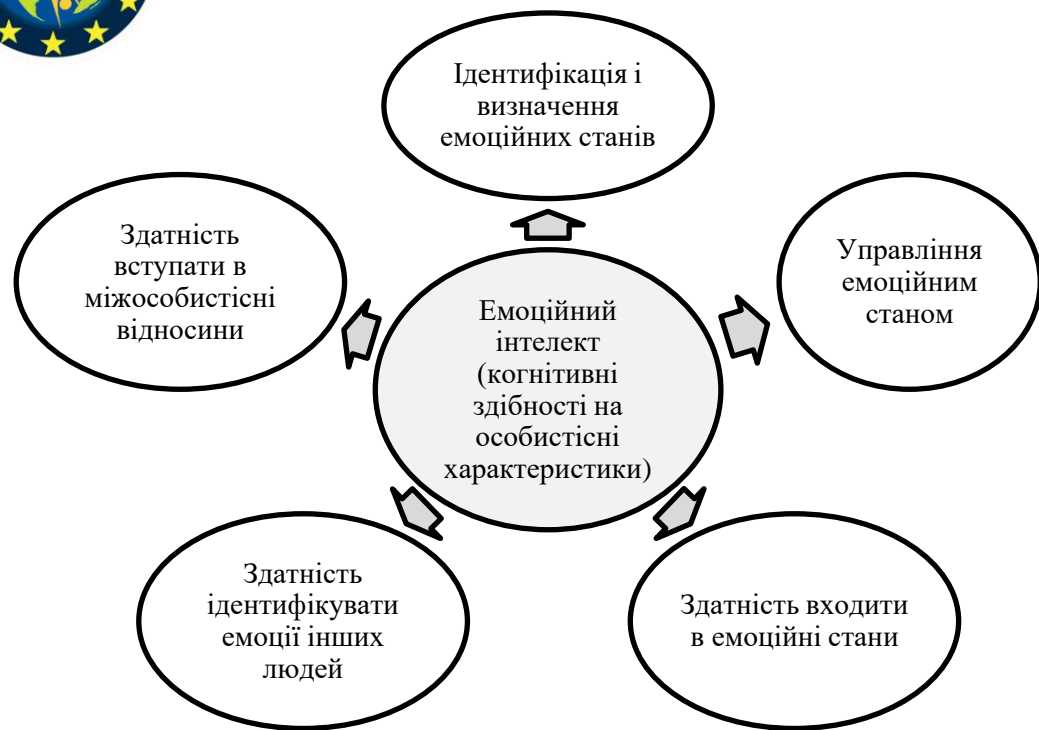 Ідентифікація і
визначення
емоційних станів
Здатність
вступати в
міжособистісні
відносини
Управління
емоційним
станом
Емоційний
інтелект
(когнітивні
здібності на
особистісні
характеристики)
Здатність
ідентифікувати
емоції інших
людей
Здатність входити
в емоційні стани